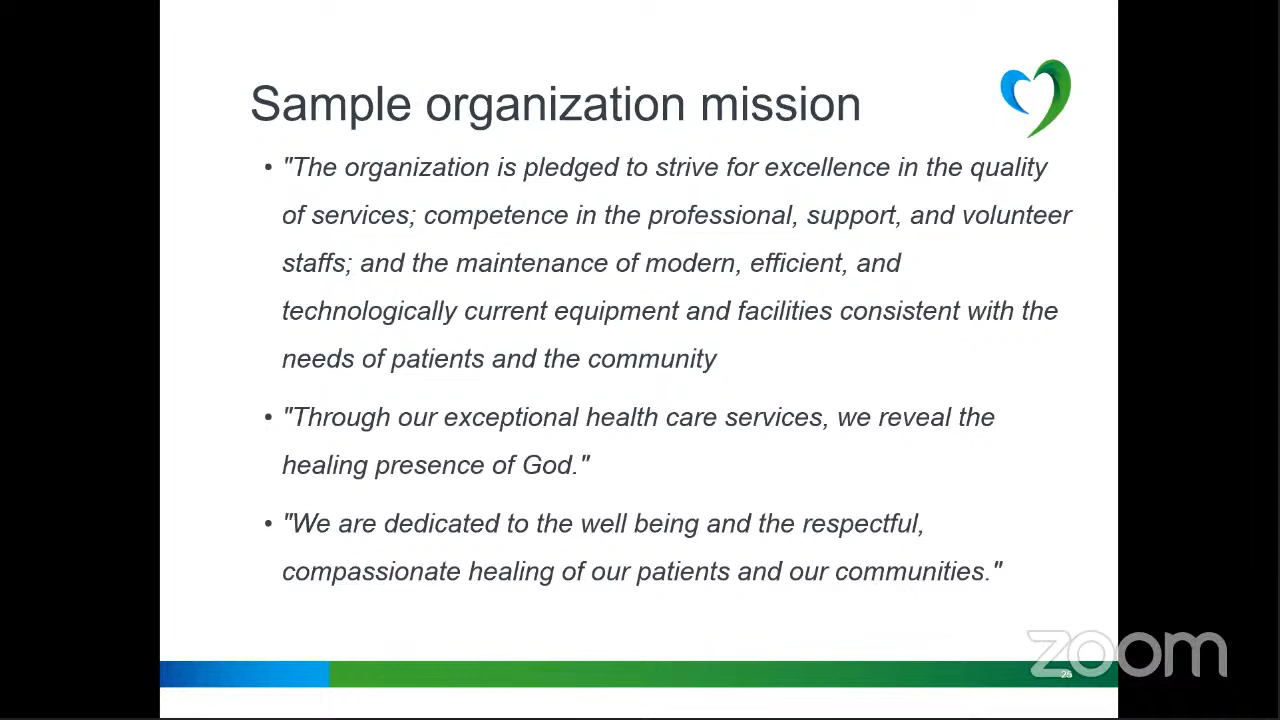 Sample organization mission
• "The organization is pledged to strive for excellence in the quality
of services; competence in the professional, support, and volunteer
staffs; and the maintenance of modern, efficient, and
technologically current equipment and facilities consistent with the
needs of patients and the community
• "Through our exceptional health care services, we reveal the
healing presence of God."
• "We are dedicated to the well being and the respectful,
compassionate healing of our patients and our communities."
zoom